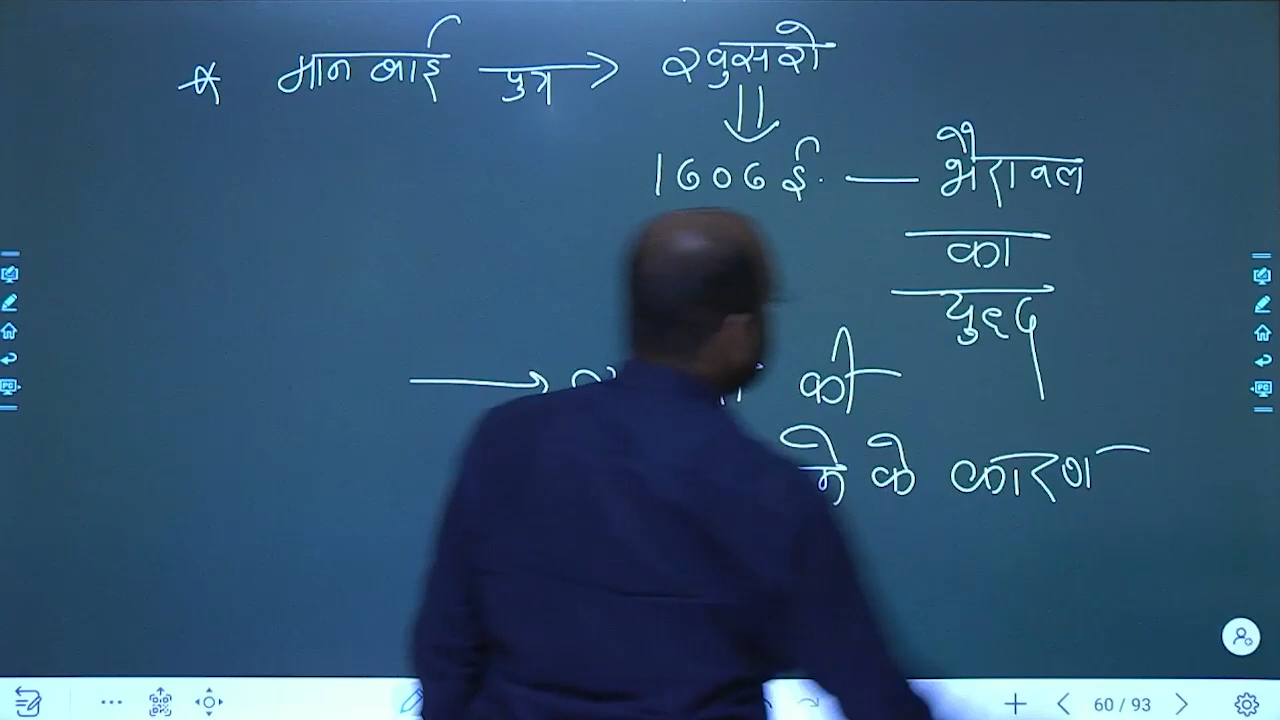 * मान बाई पुत्र → खुसरो
1606 ई. — भैरावल
का
युद्ध
की
के कारण
60 / 93